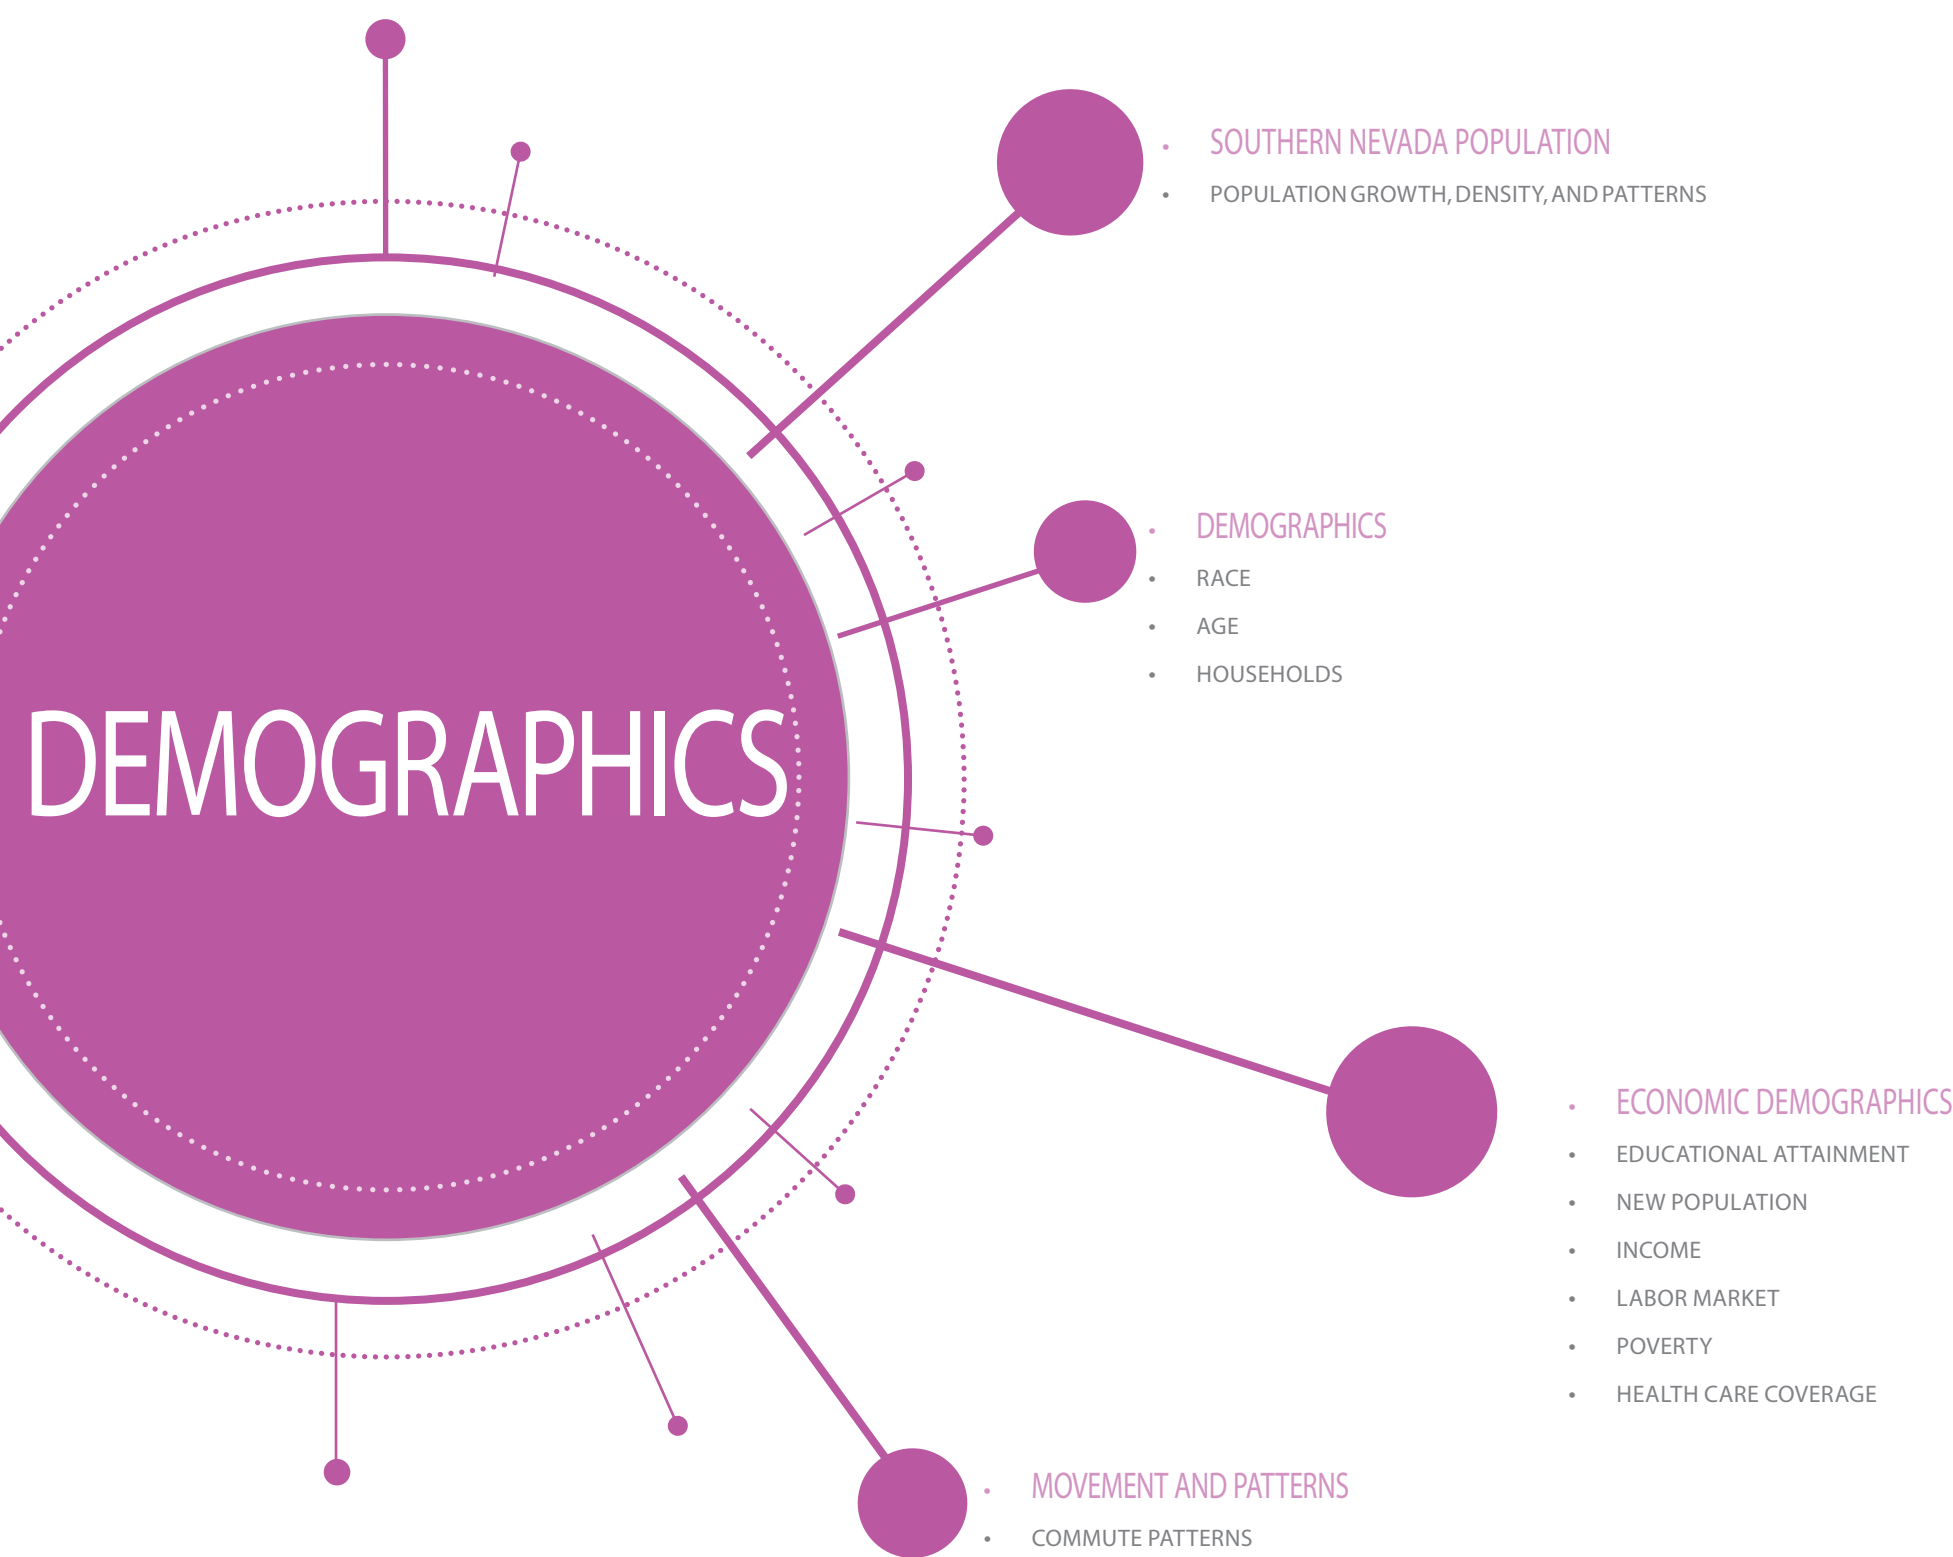 SOUTHERN NEVADA POPULATION
POPULATION GROWTH, DENSITY, AND PATTERNS
DEMOGRAPHICS
RACE
AGE
HOUSEHOLDS
DEMOGRAPHICS
ECONOMIC DEMOGRAPHICS
EDUCATIONAL ATTAINMENT
NEW POPULATION
INCOME
LABOR MARKET
POVERTY
HEALTH CARE COVERAGE
MOVEMENT AND PATTERNS
COMMUTE PATTERNS